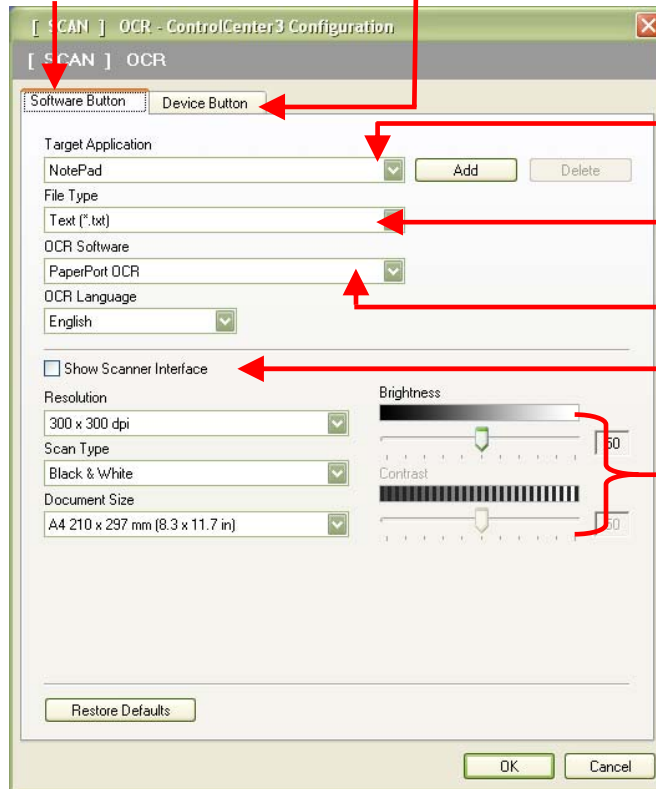 [ SCAN ] OCR - ControlCenter3 Configuration
[ SCAN ] OCR
Software Button Device Button
Target Application
NotePad Add Delete
File Type
Text (*.txt)
OCR Software
PaperPort OCR
OCR Language
English
Show Scanner Interface
Resolution Brightness
300 x 300 dpi 50
Scan Type
Black & White Contrast
Document Size
A4 210 x 297 mm (8.3 x 11.7 in) 50
Restore Defaults
OK Cancel